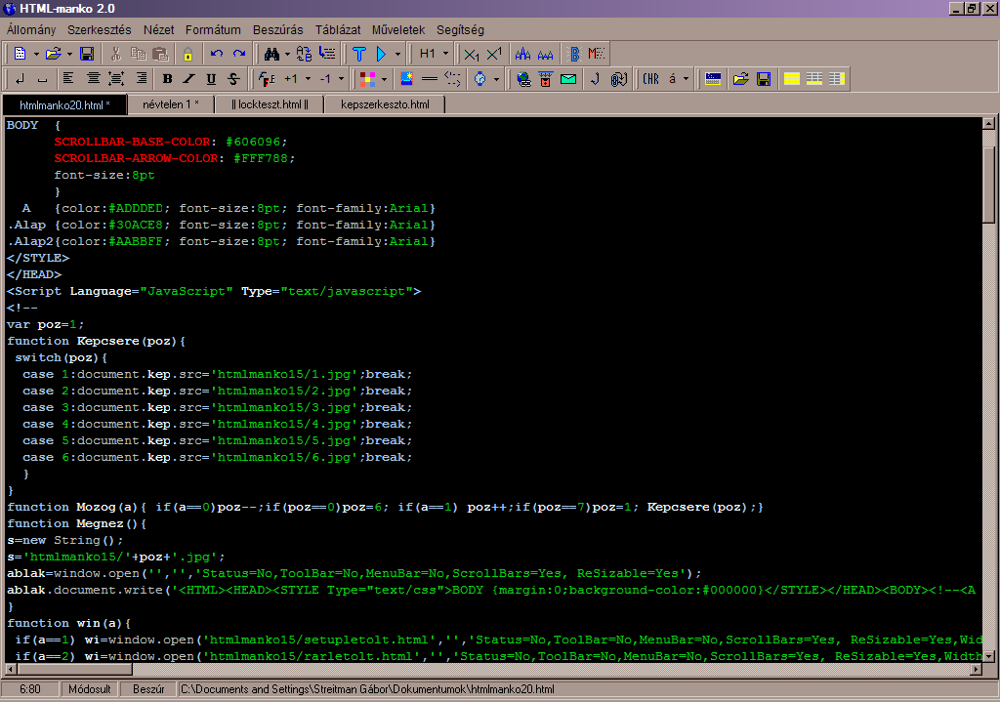 HTML-manko 2.0
Állomány Szerkesztés Nézet Formátum Beszúrás Táblázat Műveletek Segítség
H1
B I U S +1 -1 CHR á
htmlmanko20.html * névtelen 1 * || lockteszt.html || kepszerkeszto.html
BODY {
SCROLLBAR-BASE-COLOR: #606096;
SCROLLBAR-ARROW-COLOR: #FFF788;
font-size:8pt
}
A {color:#ADDDED; font-size:8pt; font-family:Arial}
.Alap {color:#30ACE8; font-size:8pt; font-family:Arial}
.Alap2{color:#AABBFF; font-size:8pt; font-family:Arial}
</STYLE>
</HEAD>
<Script Language="JavaScript" Type="text/javascript">
<!--
var poz=1;
function Kepcsere(poz){
switch(poz){
case 1:document.kep.src='htmlmanko15/1.jpg';break;
case 2:document.kep.src='htmlmanko15/2.jpg';break;
case 3:document.kep.src='htmlmanko15/3.jpg';break;
case 4:document.kep.src='htmlmanko15/4.jpg';break;
case 5:document.kep.src='htmlmanko15/5.jpg';break;
case 6:document.kep.src='htmlmanko15/6.jpg';break;
}
}
function Mozog(a){ if(a==0)poz--;if(poz==0)poz=6; if(a==1) poz++;if(poz==7)poz=1; Kepcsere(poz);}
function Megnez(){
s=new String();
s='htmlmanko15/'+poz+'.jpg';
ablak=window.open('','','Status=No,ToolBar=No,MenuBar=No,ScrollBars=Yes, ReSizable=Yes');
ablak.document.write('<HTML><HEAD><STYLE Type="text/css">BODY {margin:0;background-color:#000000}</STYLE></HEAD><BODY><!--<A
}
function win(a){
if(a==1) wi=window.open('htmlmanko15/setupletolt.html','','Status=No,ToolBar=No,MenuBar=No,ScrollBars=Yes, ReSizable=Yes,Wid
if(a==2) wi=window.open('htmlmanko15/rarletolt.html','','Status=No,ToolBar=No,MenuBar=No,ScrollBars=Yes, ReSizable=Yes,Width
6:80 Módosult Beszúr C:\Documents and Settings\Streitman Gábor\Dokumentumok\htmlmanko20.html